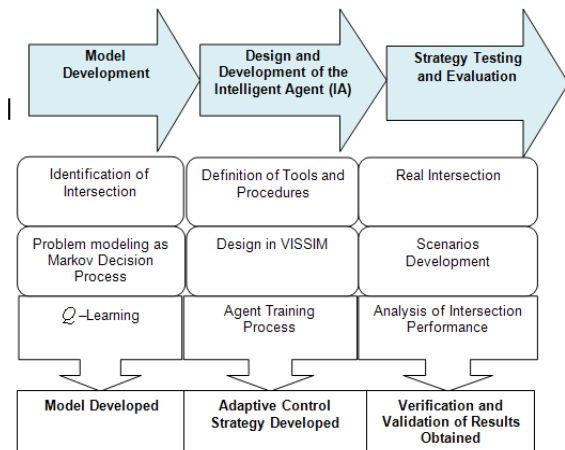 Model
Development
Design and
Development of the
Intelligent Agent (IA)
Strategy Testing
and Evaluation
Identification of
Intersection
Definition of Tools and
Procedures
Real Intersection
Problem modeling as
Markov Decision
Process
Design in VISSIM
Scenarios
Development
Q–Learning
Agent Training
Process
Analysis of Intersection
Performance
Model Developed
Adaptive Control
Strategy Developed
Verification and
Validation of Results
Obtained